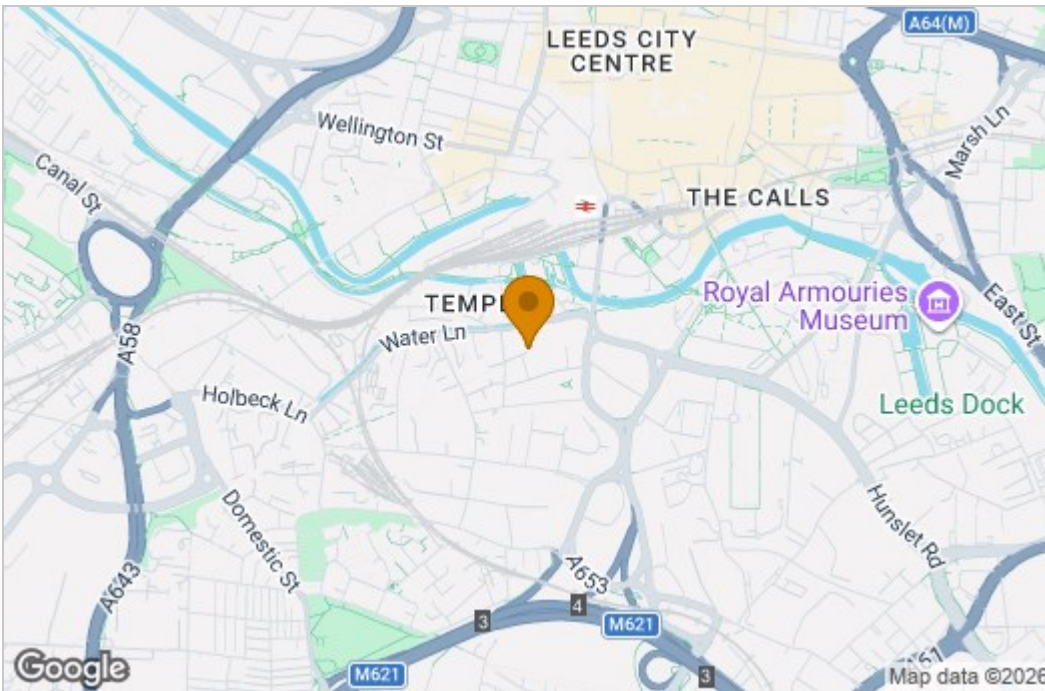 A64(M)
LEEDS CITY
CENTRE
Wellington St
Marsh Ln
Canal St
THE CALLS
TEMPL
Royal Armouries
Museum
East St
Water Ln
A58
Holbeck Ln
Leeds Dock
Domestic St
Hunslet Rd
A643
A653
4
3
M621
M621
3
Google
Map data ©2026